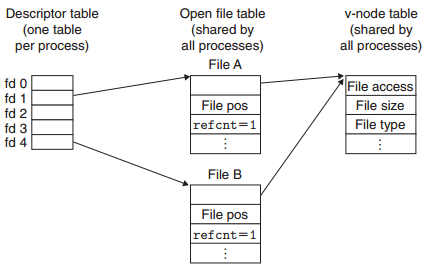 Descriptor table
(one table
per process)
Open file table
(shared by
all processes)
v-node table
(shared by
all processes)
fd 0
fd 1
fd 2
fd 3
fd 4
File A
File pos
refcnt=1
⋮
File B
File pos
refcnt=1
⋮
File access
File size
File type
⋮